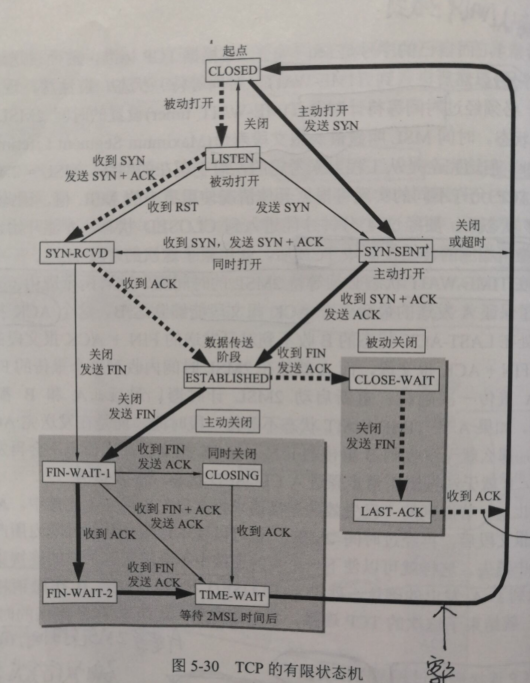 起点
CLOSED
被动打开
主动打开
发送 SYN
关闭
收到 SYN
发送 SYN + ACK
LISTEN
被动打开
收到 RST
发送 SYN
关闭
或超时
SYN-RCVD
收到 SYN，发送 SYN + ACK
同时打开
SYN-SENT
主动打开
收到 ACK
收到 SYN + ACK
发送 ACK
数据传送
阶段
被动关闭
关闭
发送 FIN
ESTABLISHED
收到 FIN
发送 ACK
CLOSE-WAIT
关闭
发送 FIN
主动关闭
关闭
发送 FIN
收到 FIN
发送 ACK
同时关闭
FIN-WAIT-1
CLOSING
收到 ACK
LAST-ACK
收到 FIN + ACK
发送 ACK
收到 ACK
收到 ACK
收到 FIN
发送 ACK
FIN-WAIT-2
TIME-WAIT
等待 2MSL 时间后
图 5-30 TCP 的有限状态机